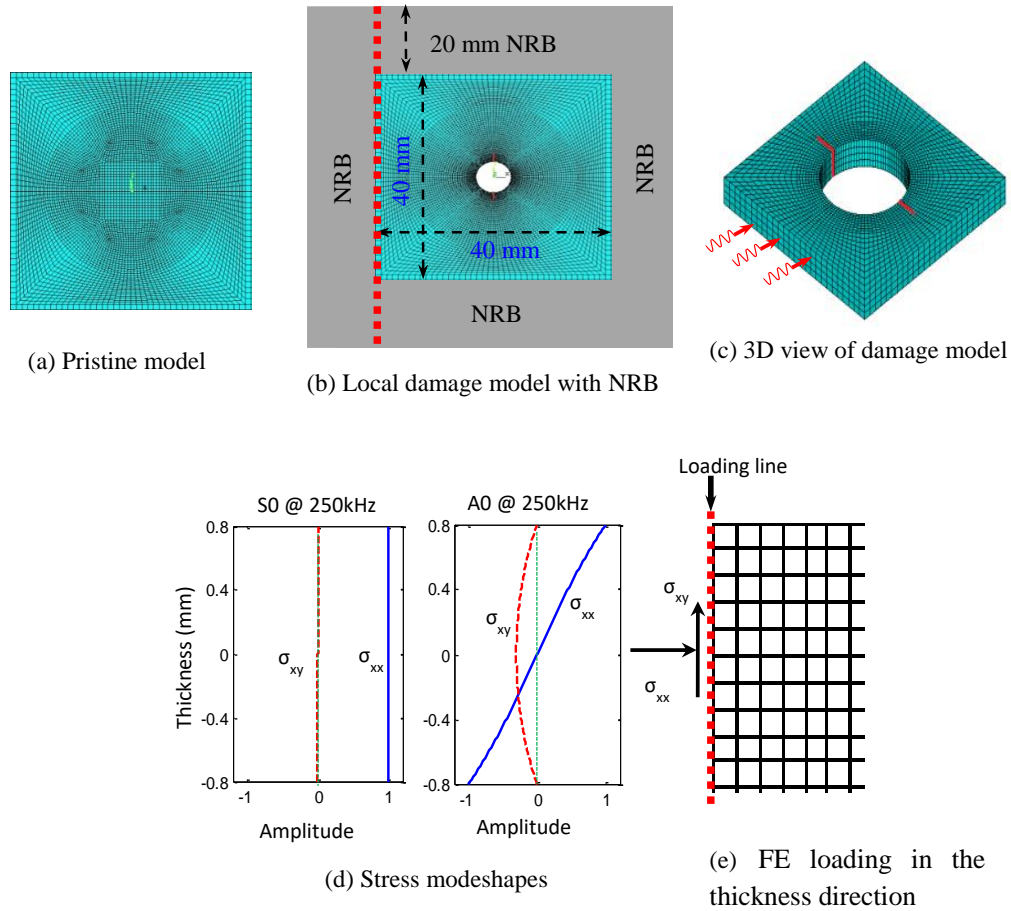 20 mm NRB
NRB
40 mm
40 mm
NRB
NRB
(a) Pristine model
(b) Local damage model with NRB
(c) 3D view of damage model
S0 @ 250kHz
A0 @ 250kHz
Loading line
Thickness (mm)
0.8
0.4
0
-0.4
-0.8
σxy
σxx
-1
0
1
Amplitude
0.8
0.4
0
-0.4
-0.8
σxy
σxx
-1
0
1
Amplitude
σxy
σxx
(d) Stress modeshapes
(e) FE loading in the
thickness direction